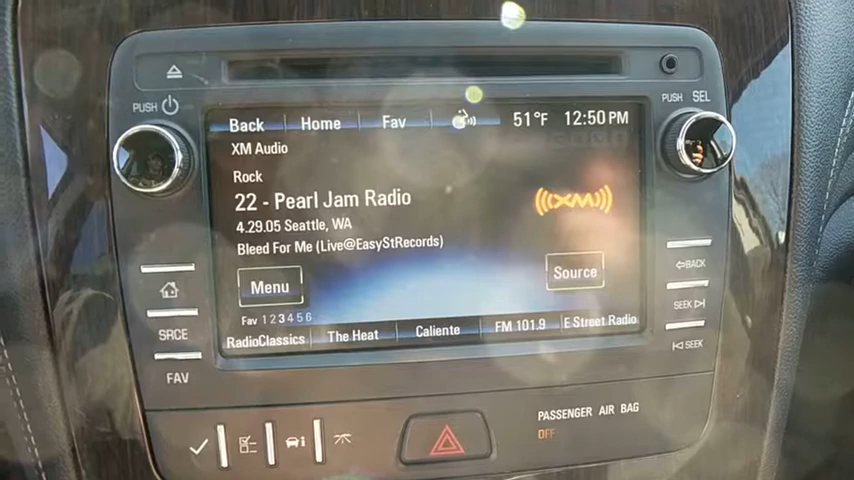 PUSH
PUSH SEL
Back Home Fav 51°F 12:50 PM
XM Audio
Rock
22 - Pearl Jam Radio
4.29.05 Seattle, WA
Bleed For Me (Live@EasyStRecords)
((XM))
Menu
Source
Fav 1 2 3 4 5 6
RadioClassics The Heat Caliente FM 101.9 E Street Radio
SRCE
FAV
BACK
SEEK
SEEK
PASSENGER AIR BAG
OFF